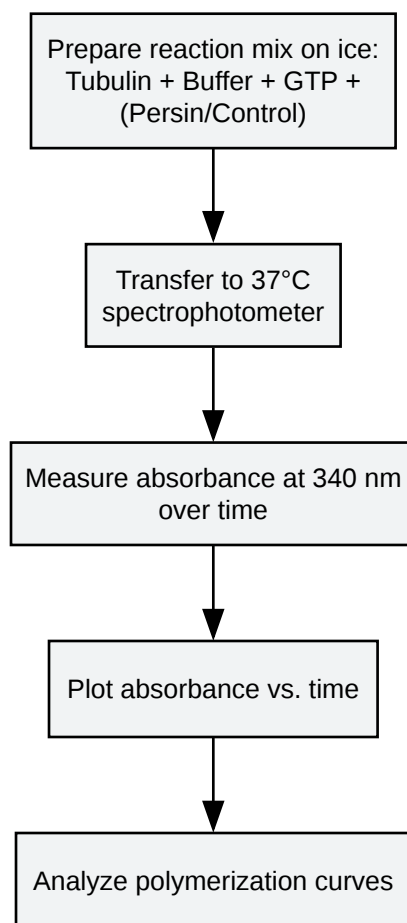 Prepare reaction mix on ice:
Tubulin + Buffer + GTP +
(Persin/Control)
Transfer to 37°C
spectrophotometer
Measure absorbance at 340 nm
over time
Plot absorbance vs. time
Analyze polymerization curves